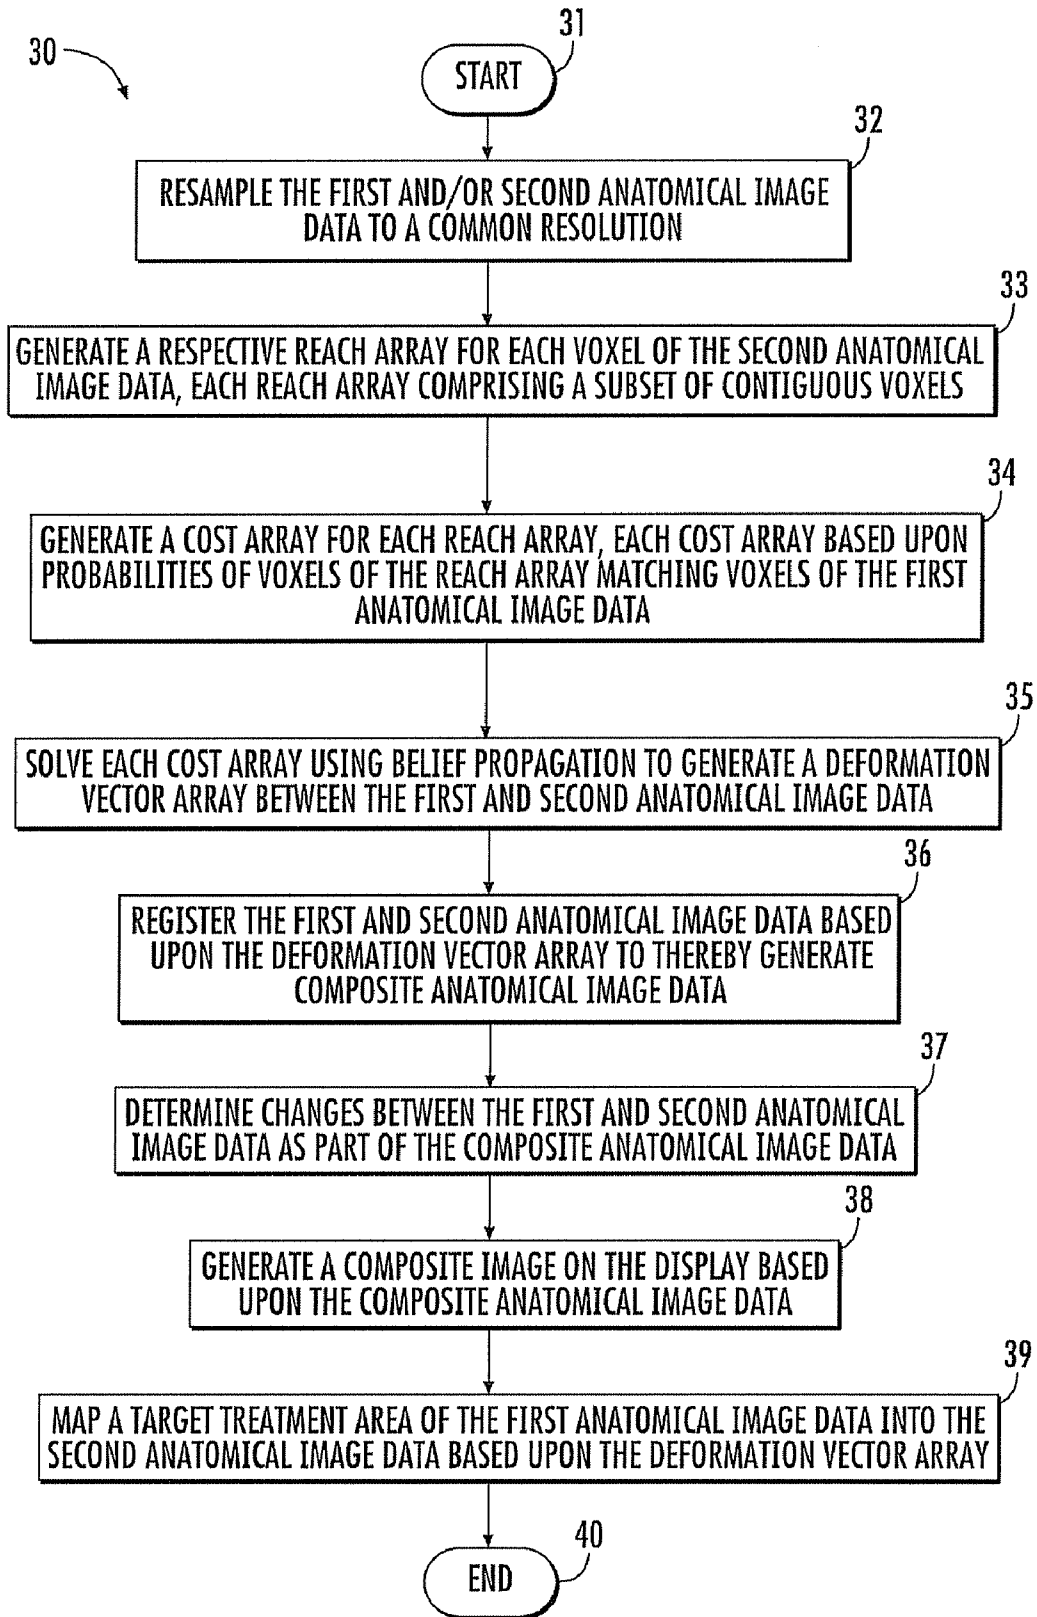 31
30
START
32
RESAMPLE THE FIRST AND/OR SECOND ANATOMICAL IMAGE
DATA TO A COMMON RESOLUTION
33
GENERATE A RESPECTIVE REACH ARRAY FOR EACH VOXEL OF THE SECOND ANATOMICAL
IMAGE DATA, EACH REACH ARRAY COMPRISING A SUBSET OF CONTIGUOUS VOXELS
34
GENERATE A COST ARRAY FOR EACH REACH ARRAY, EACH COST ARRAY BASED UPON
PROBABILITIES OF VOXELS OF THE REACH ARRAY MATCHING VOXELS OF THE FIRST
ANATOMICAL IMAGE DATA
35
SOLVE EACH COST ARRAY USING BELIEF PROPAGATION TO GENERATE A DEFORMATION
VECTOR ARRAY BETWEEN THE FIRST AND SECOND ANATOMICAL IMAGE DATA
36
REGISTER THE FIRST AND SECOND ANATOMICAL IMAGE DATA BASED
UPON THE DEFORMATION VECTOR ARRAY TO THEREBY GENERATE
COMPOSITE ANATOMICAL IMAGE DATA
37
DETERMINE CHANGES BETWEEN THE FIRST AND SECOND ANATOMICAL
IMAGE DATA AS PART OF THE COMPOSITE ANATOMICAL IMAGE DATA
38
GENERATE A COMPOSITE IMAGE ON THE DISPLAY BASED
UPON THE COMPOSITE ANATOMICAL IMAGE DATA
39
MAP A TARGET TREATMENT AREA OF THE FIRST ANATOMICAL IMAGE DATA INTO THE
SECOND ANATOMICAL IMAGE DATA BASED UPON THE DEFORMATION VECTOR ARRAY
40
END